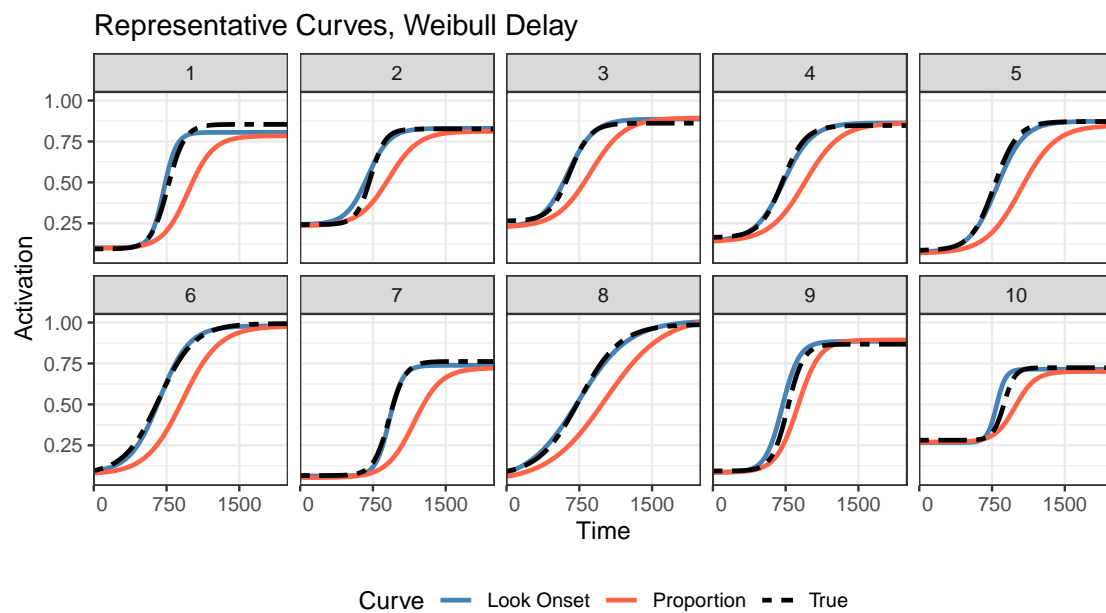 Representative Curves, Weibull Delay
1 2 3 4 5
1.00
0.75
0.50
0.25
Activation
6 7 8 9 10
1.00
0.75
0.50
0.25
0 750 1500 0 750 1500 0 750 1500 0 750 1500 0 750 1500
Time
Curve Look Onset Proportion True